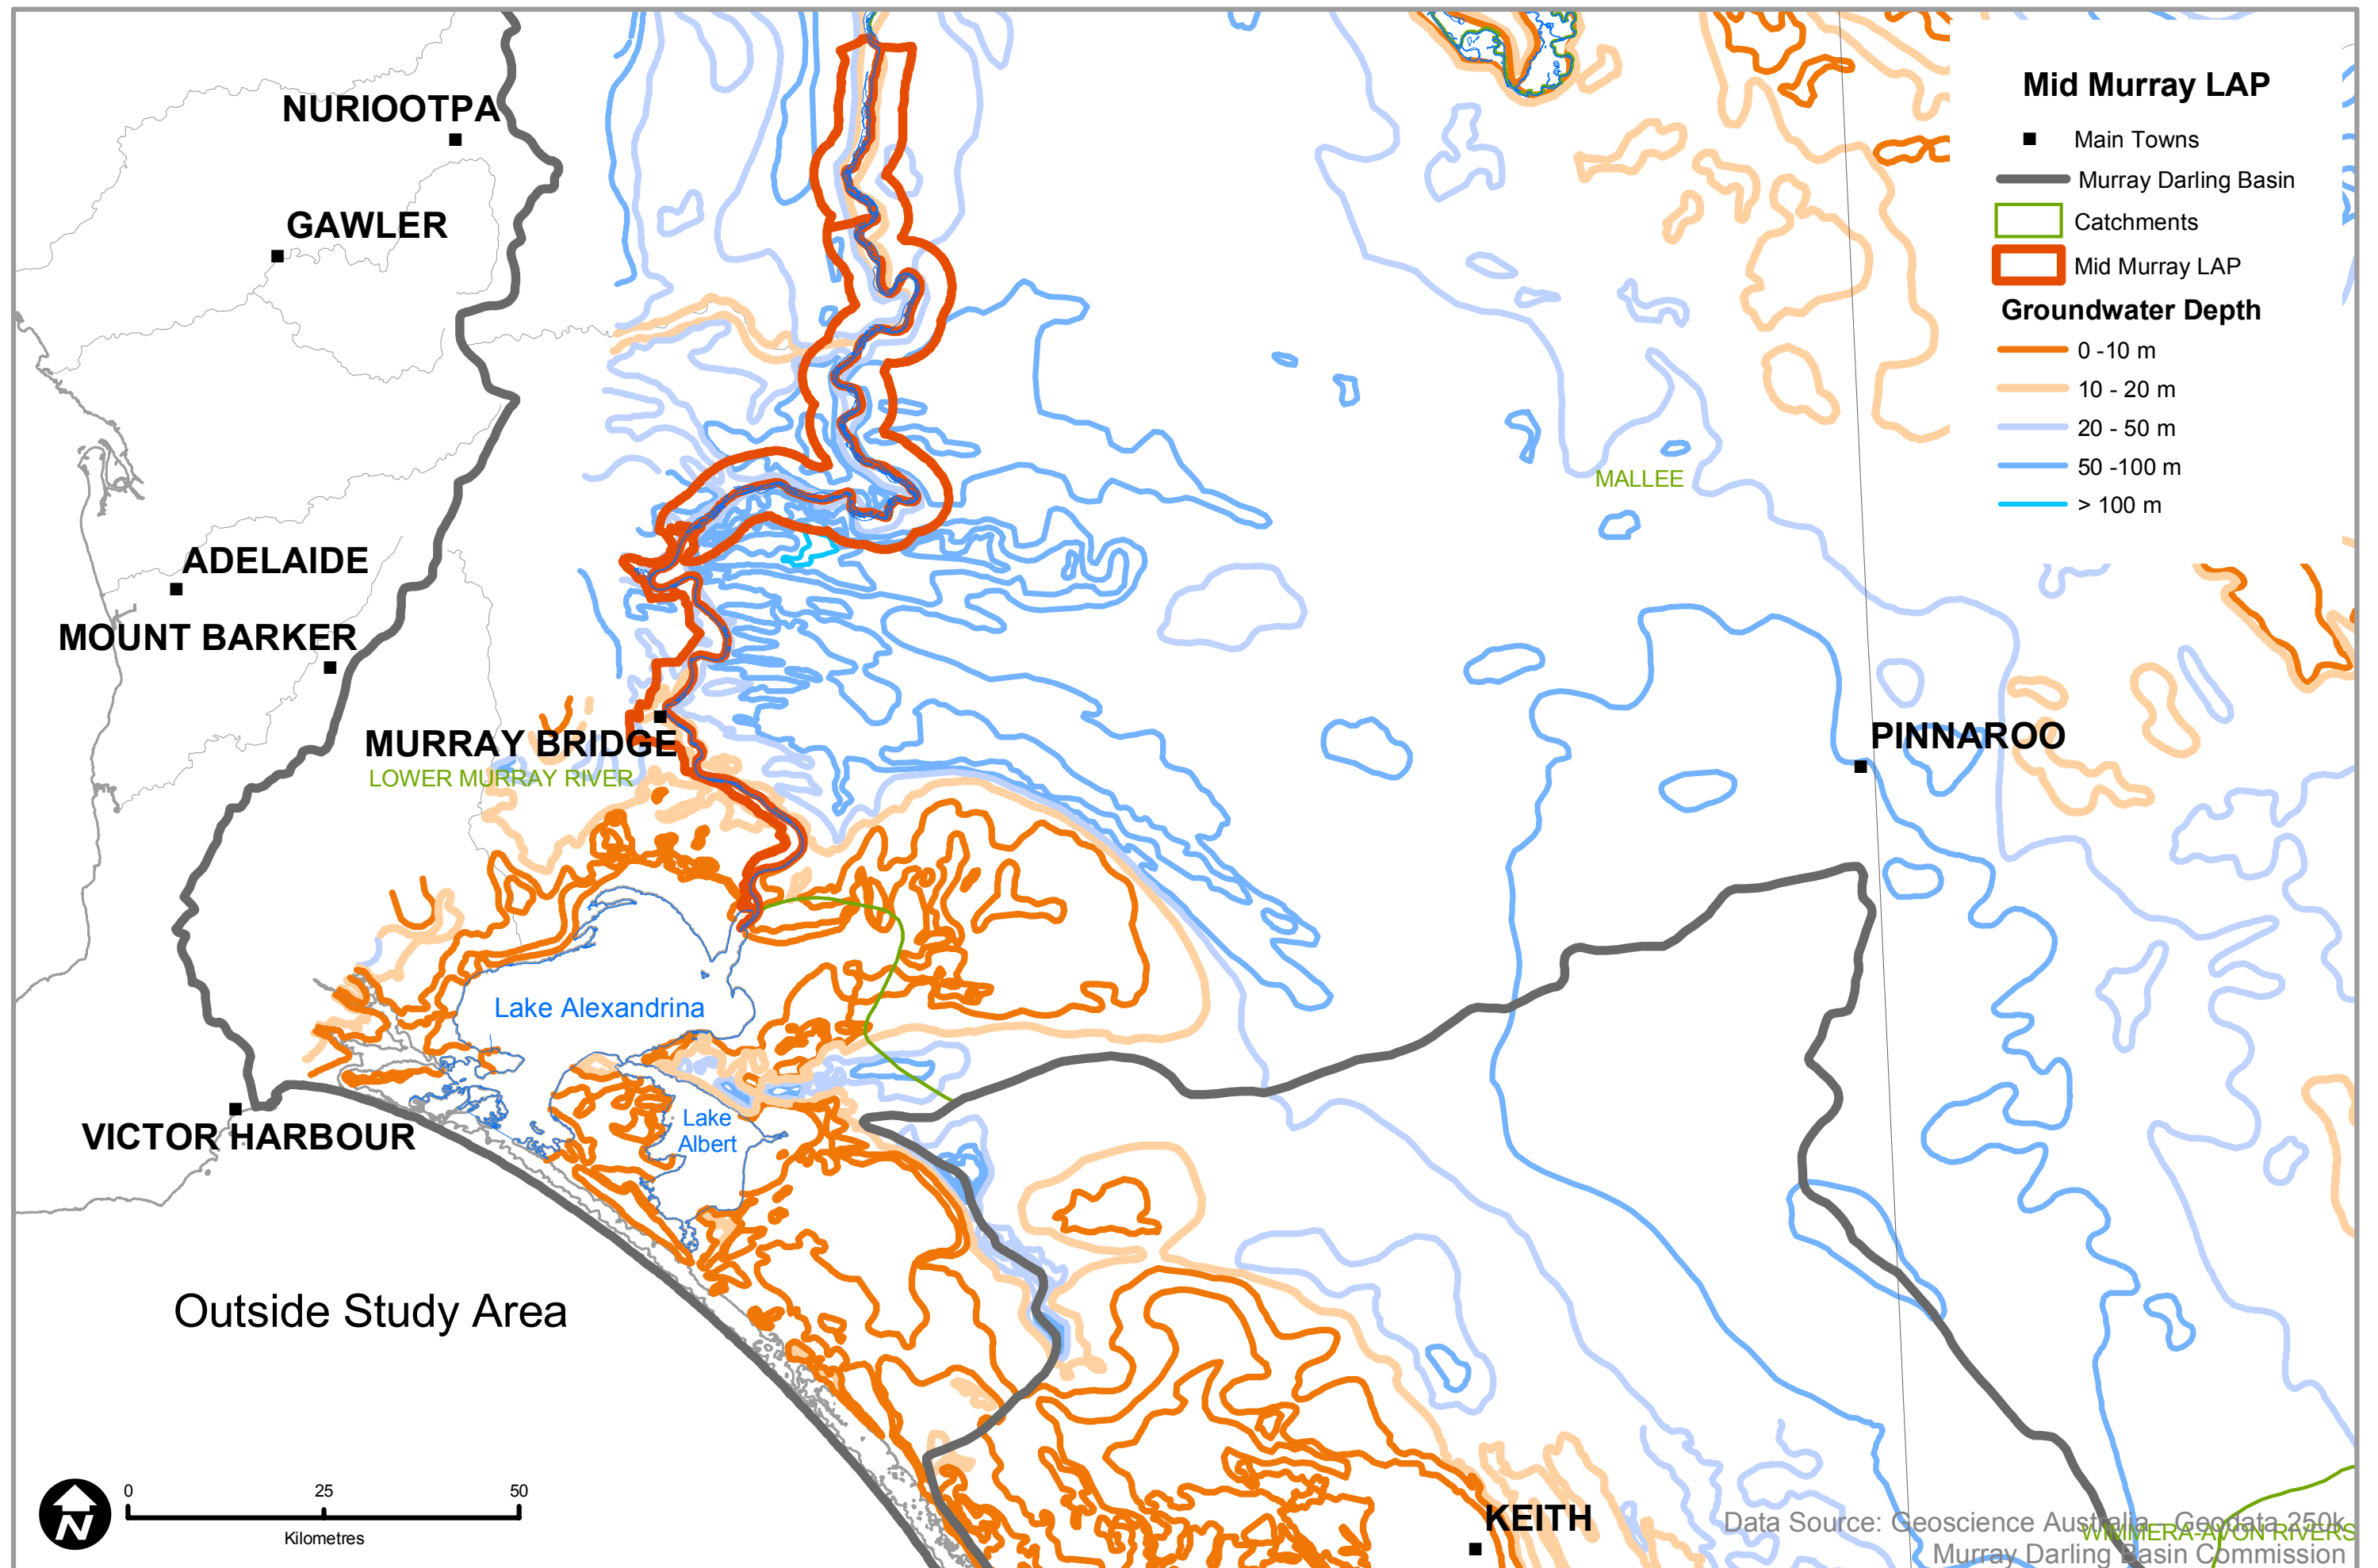 Mid Murray LAP
Main Towns
Murray Darling Basin
Catchments
Mid Murray LAP
Groundwater Depth
0 -10 m
10 - 20 m
20 - 50 m
50 -100 m
> 100 m
NURIOOTPA
GAWLER
MALLEE
ADELAIDE
MOUNT BARKER
MURRAY BRIDGE
LOWER MURRAY RIVER
PINNAROO
Lake Alexandrina
Lake
Albert
VICTOR HARBOUR
Outside Study Area
0 25 50
Kilometres
N
KEITH
Data Source: Geoscience Australia - Geodata 250k
WIMMERA-AVON RIVERS
Murray Darling Basin Commission